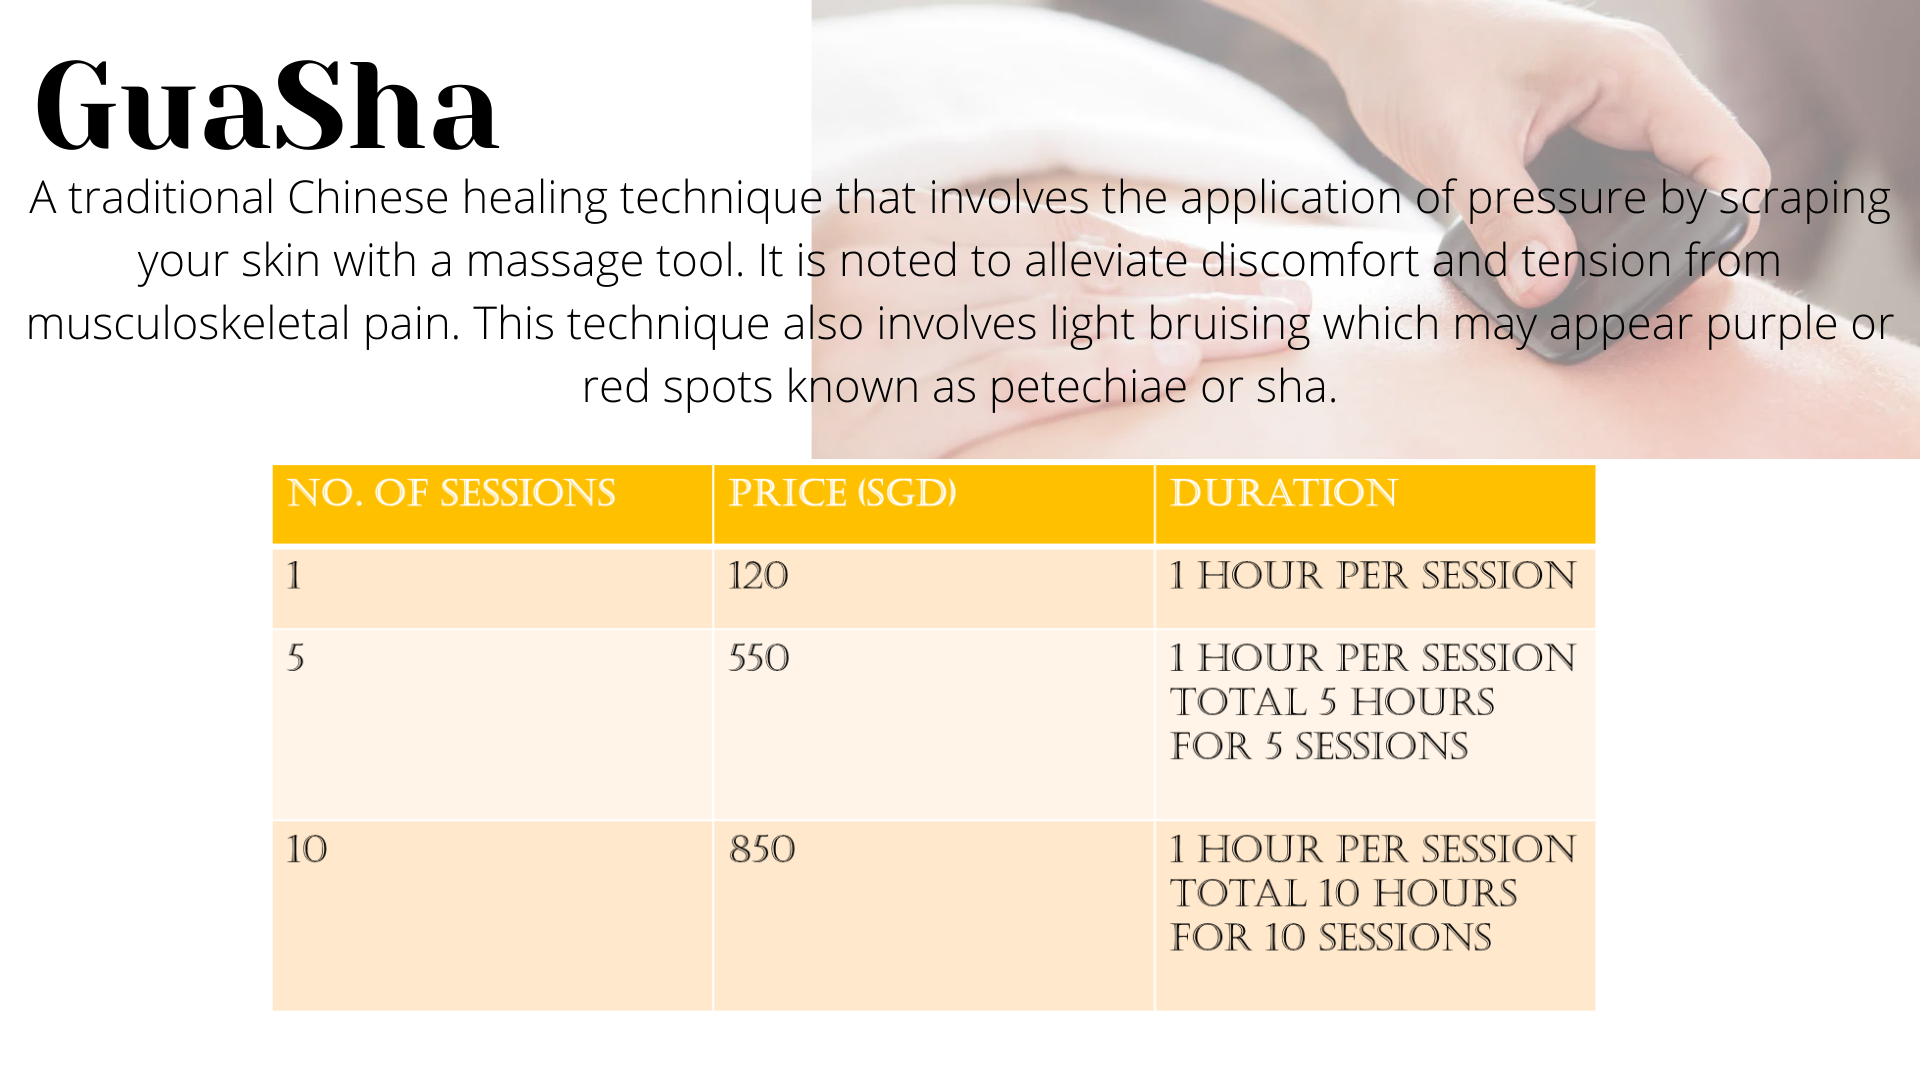 GuaSha
A traditional Chinese healing technique that involves the application of pressure by scraping
your skin with a massage tool. It is noted to alleviate discomfort and tension from
musculoskeletal pain. This technique also involves light bruising which may appear purple or
red spots known as petechiae or sha.
NO. OF SESSIONS PRICE (SGD) DURATION
1 120 1 HOUR PER SESSION
5 550 1 HOUR PER SESSION
TOTAL 5 HOURS
FOR 5 SESSIONS
10 850 1 HOUR PER SESSION
TOTAL 10 HOURS
FOR 10 SESSIONS